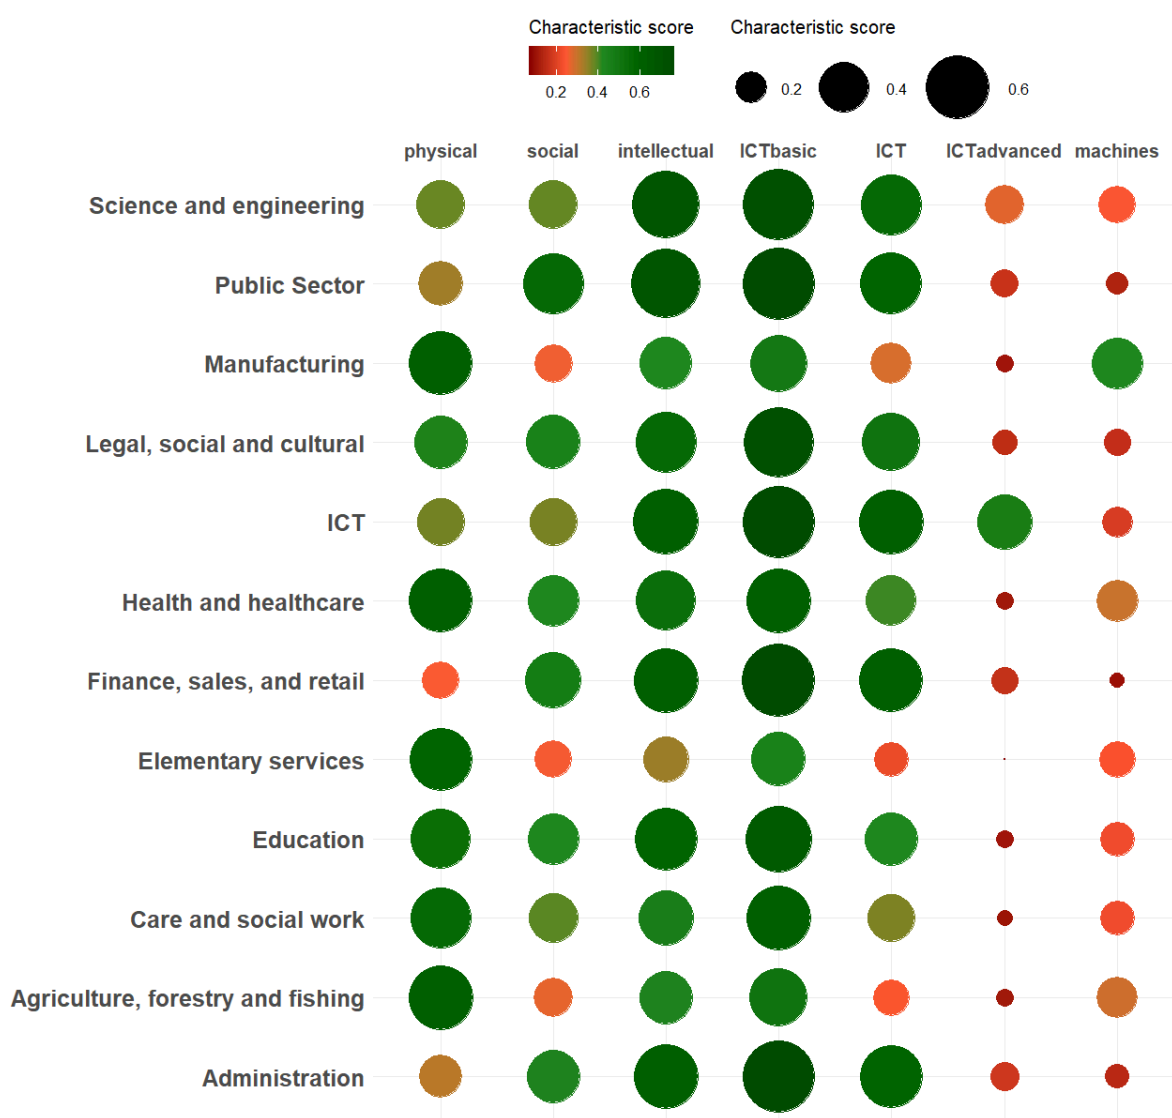 Characteristic score
Characteristic score
0.2 0.4 0.6
0.2 0.4 0.6
physical social intellectual ICTbasic ICT ICTadvanced machines
Science and engineering
Public Sector
Manufacturing
Legal, social and cultural
ICT
Health and healthcare
Finance, sales, and retail
Elementary services
Education
Care and social work
Agriculture, forestry and fishing
Administration